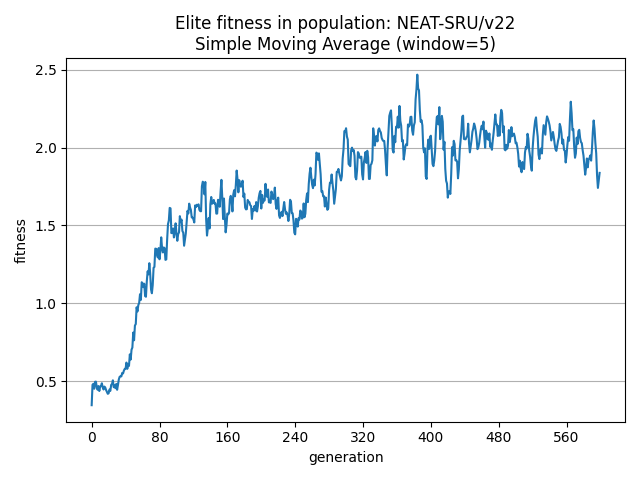 Elite fitness in population: NEAT-SRU/v22
Simple Moving Average (window=5)
fitness
2.5
2.0
1.5
1.0
0.5
0 80 160 240 320 400 480 560
generation